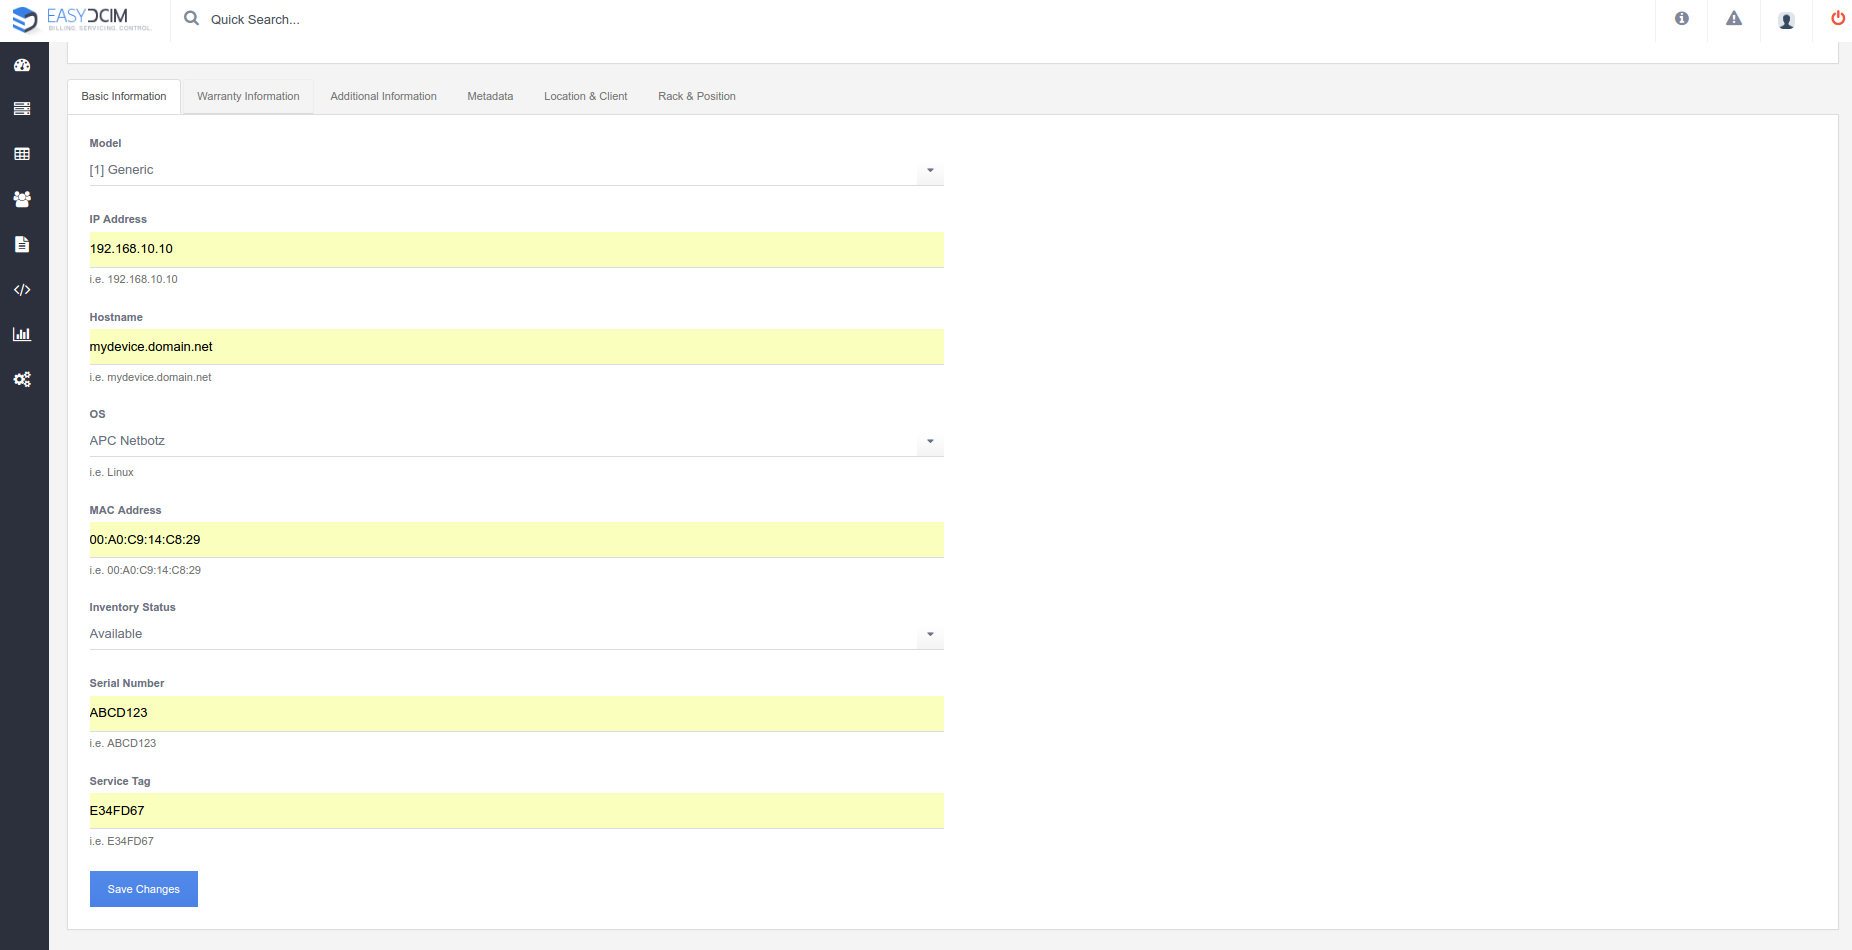 EASYDCIM
BILLING. SERVICING. CONTROL.
Quick Search...
Basic Information
Warranty Information
Additional Information
Metadata
Location & Client
Rack & Position
Model
[1] Generic
IP Address
192.168.10.10
i.e. 192.168.10.10
Hostname
mydevice.domain.net
i.e. mydevice.domain.net
OS
APC Netbotz
i.e. Linux
MAC Address
00:A0:C9:14:C8:29
i.e. 00:A0:C9:14:C8:29
Inventory Status
Available
Serial Number
ABCD123
i.e. ABCD123
Service Tag
E34FD67
i.e. E34FD67
Save Changes